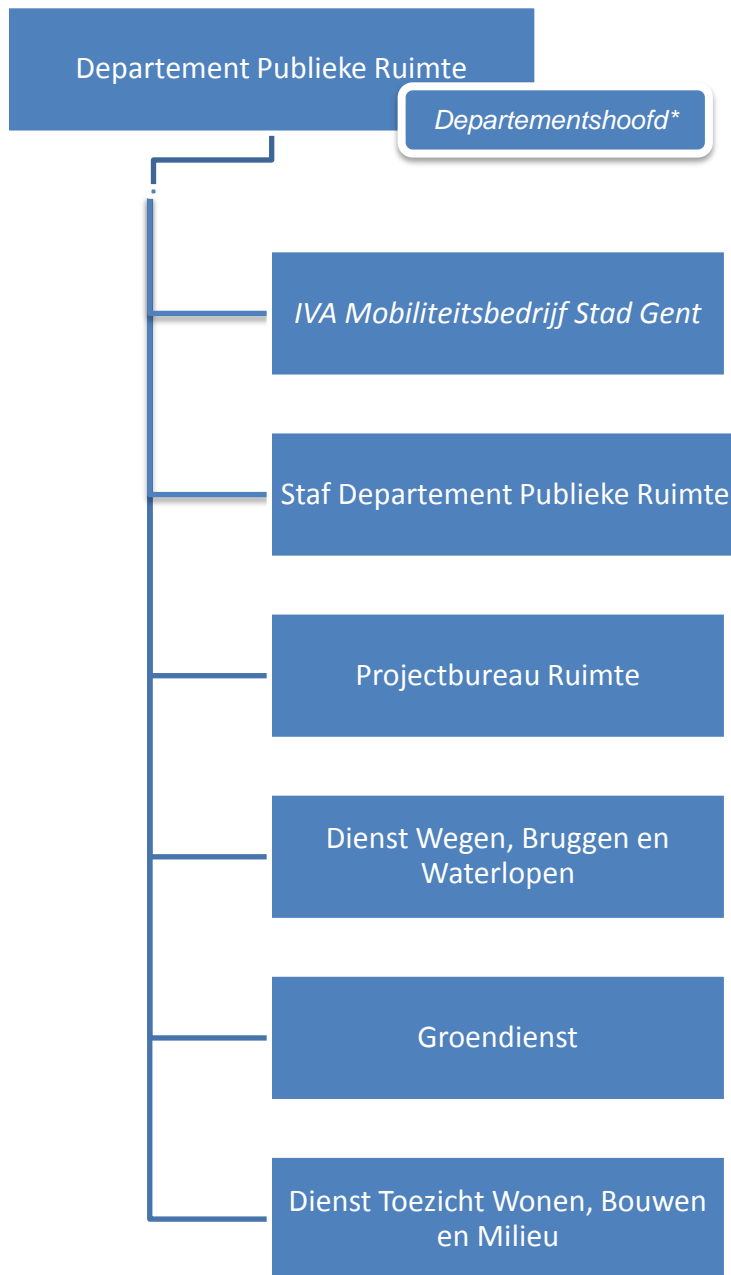 Departement Publieke Ruimte
Departementshoofd*
IVA Mobiliteitsbedrijf Stad Gent
Staf Departement Publieke Ruimte
Projectbureau Ruimte
Dienst Wegen, Bruggen en
Waterlopen
Groendienst
Dienst Toezicht Wonen, Bouwen
en Milieu